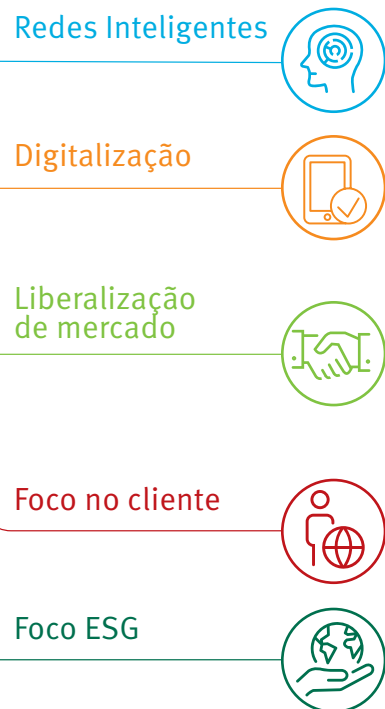 Redes Inteligentes
Digitalização
Liberalização
de mercado
Foco no cliente
Foco ESG